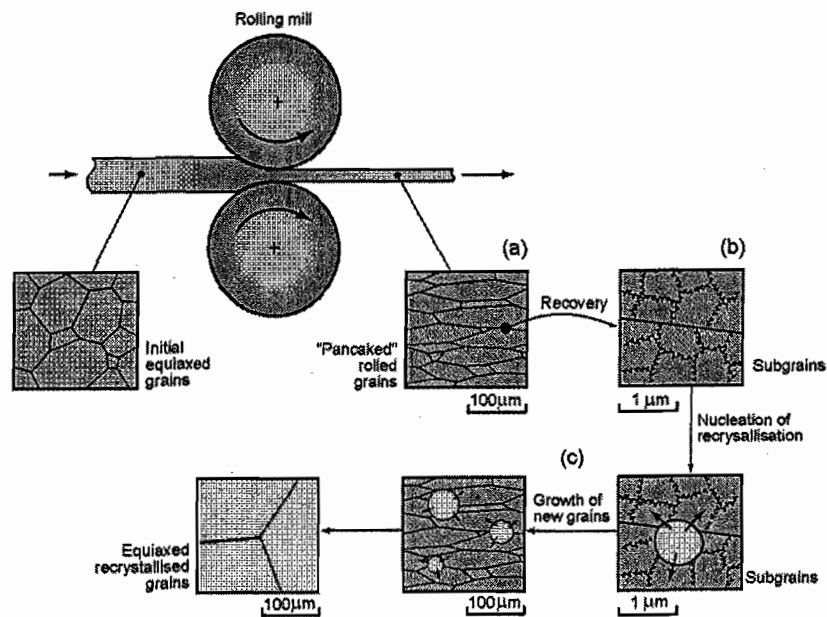 Rolling mill
(a)
(b)
Initial
equiaxed
grains
"Pancaked"
rolled
grains
100μm
Recovery
Subgrains
1 μm
Nucleation of
recrysallisation
(c)
Equiaxed
recrystallised
grains
100μm
Growth of
new grains
100μm
Subgrains
1 μm